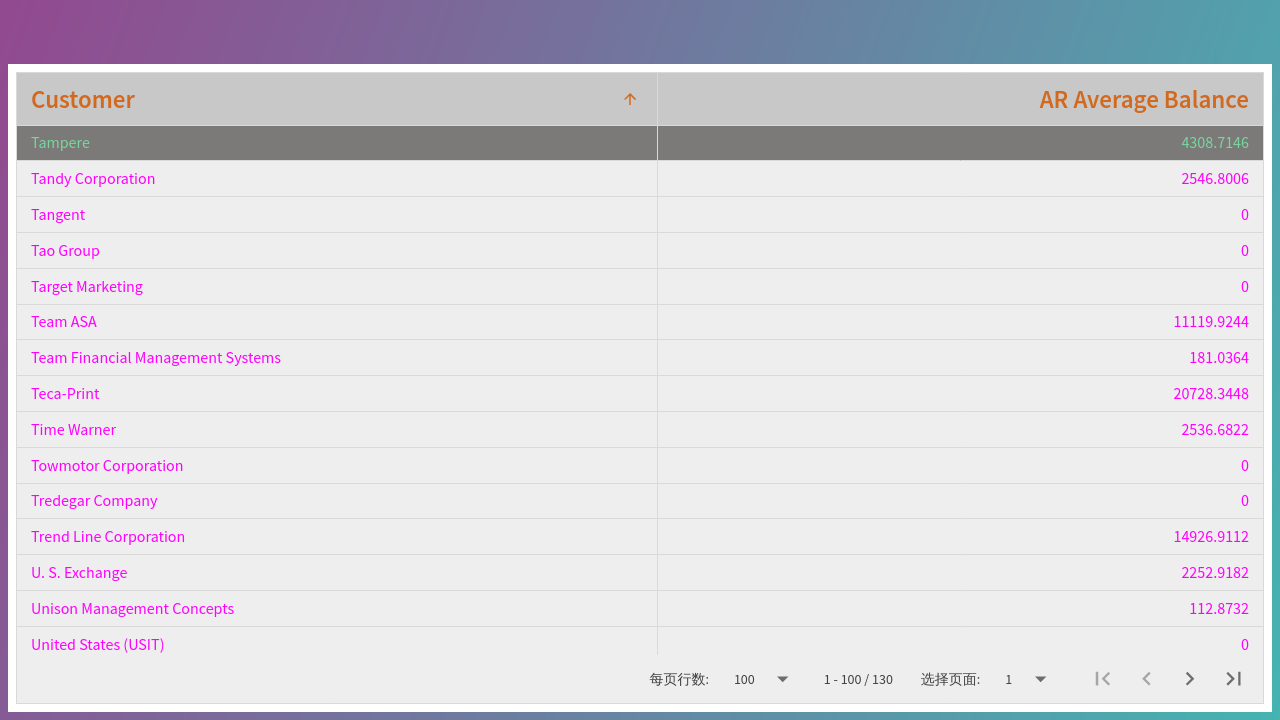 Customer AR Average Balance
Tampere 4308.7146
Tandy Corporation 2546.8006
Tangent 0
Tao Group 0
Target Marketing 0
Team ASA 11119.9244
Team Financial Management Systems 181.0364
Teca-Print 20728.3448
Time Warner 2536.6822
Towmotor Corporation 0
Tredegar Company 0
Trend Line Corporation 14926.9112
U. S. Exchange 2252.9182
Unison Management Concepts 112.8732
United States (USIT) 0
每页行数: 100 1 - 100 / 130 选择页面: 1